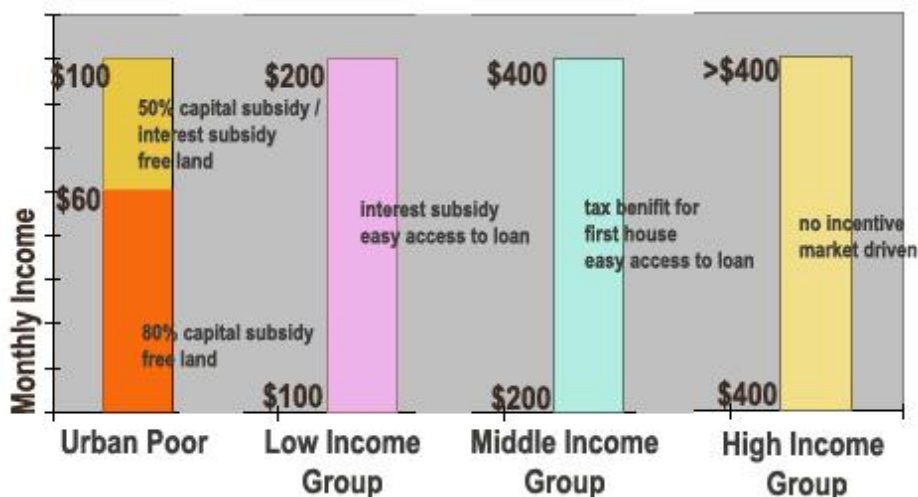 Monthly Income
$100
50% capital subsidy /
interest subsidy
free land
$60
80% capital subsidy
free land
Urban Poor
$200
interest subsidy
easy access to loan
$100
Low Income
Group
$400
tax benifit for
first house
easy access to loan
$200
Middle Income
Group
>$400
no incentive
market driven
$400
High Income
Group